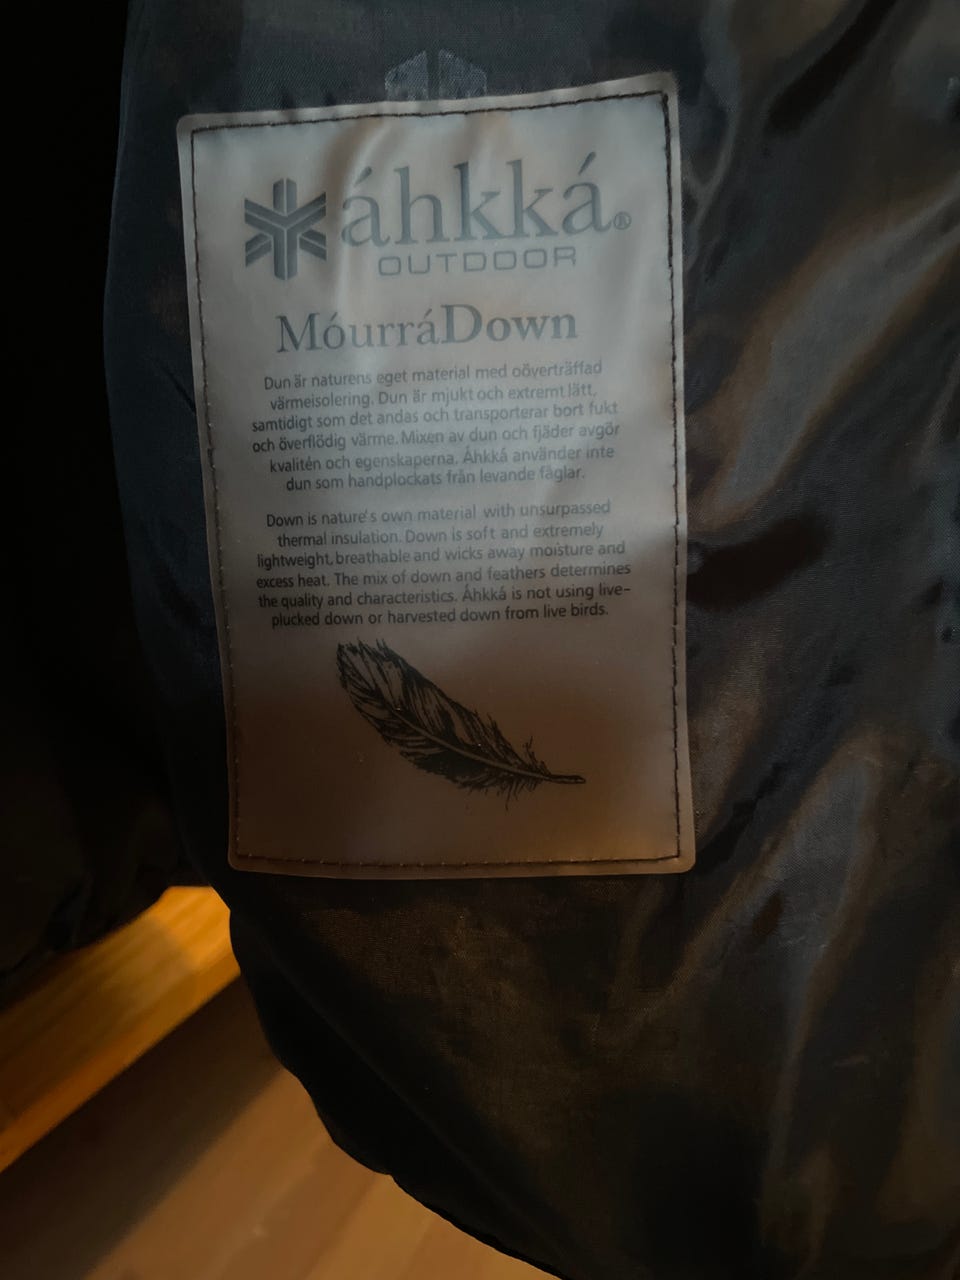 áhkká®
OUTDOOR
MóurráDown
Dun är naturens eget material med oöverträffad
värmeisolering. Dun är mjukt och extremt lätt,
samtidigt som det andas och transporterar bort fukt
och överflödig värme. Mixen av dun och fjäder avgör
kvalitén och egenskaperna. Áhkká använder inte
dun som handplockats från levande fåglar.
Down is nature's own material with unsurpassed
thermal insulation. Down is soft and extremely
lightweight, breathable and wicks away moisture and
excess heat. The mix of down and feathers determines
the quality and characteristics. Áhkká is not using live-
plucked down or harvested down from live birds.